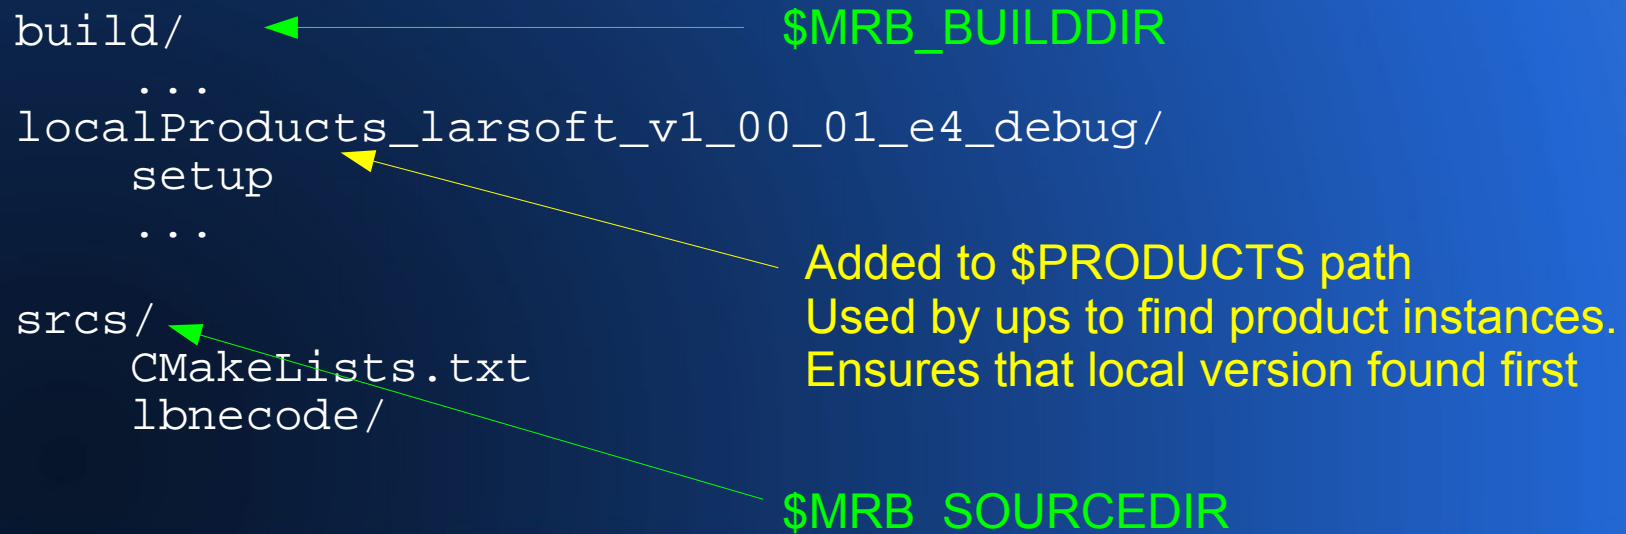 build/
$MRB_BUILDDIR
...
localProducts_larsoft_v1_00_01_e4_debug/
setup
...
Added to $PRODUCTS path
Used by ups to find product instances.
Ensures that local version found first
srcs/
CMakeLists.txt
lbnecode/
$MRB_SOURCEDIR